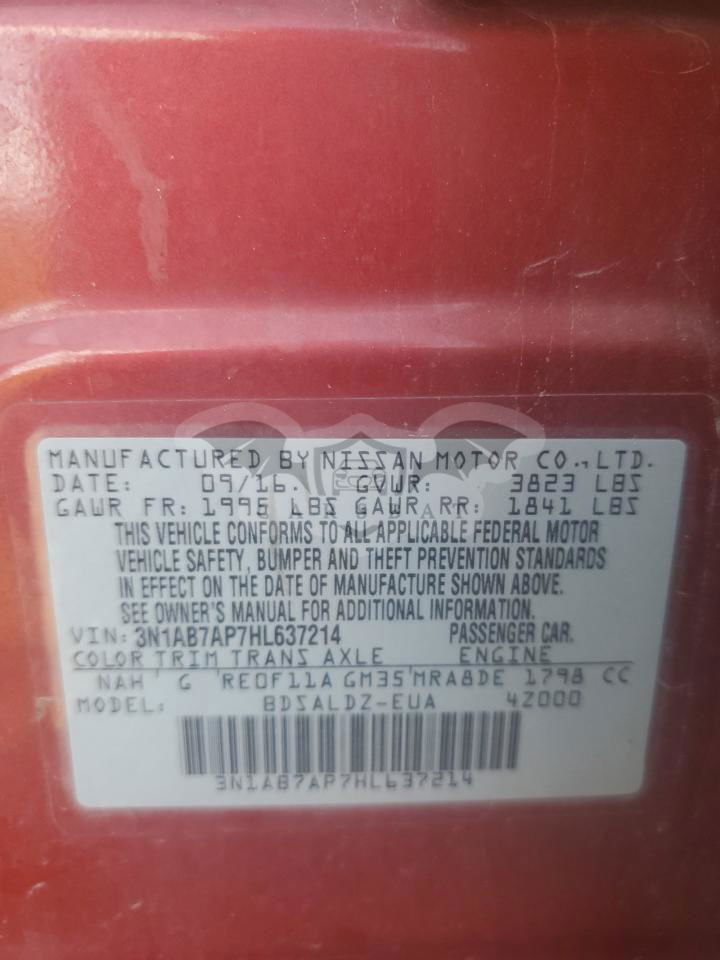 MANUFACTURED BY NISSAN MOTOR CO., LTD.
DATE: 09/16. GVWR: 3823 LBS
GAWR FR: 1995 LBS GAWR RR: 1841 LBS
THIS VEHICLE CONFORMS TO ALL APPLICABLE FEDERAL MOTOR
VEHICLE SAFETY, BUMPER AND THEFT PREVENTION STANDARDS
IN EFFECT ON THE DATE OF MANUFACTURE SHOWN ABOVE.
SEE OWNER'S MANUAL FOR ADDITIONAL INFORMATION.
VIN: 3N1AB7AP7HL637214 PASSENGER CAR.
COLOR TRIM TRANS AXLE ENGINE
NAH G RE0F11A GM35 MRA8DE 1798 CC
MODEL: BDSALDZ-EUA 4Z000
3N1AB7AP7HL637214